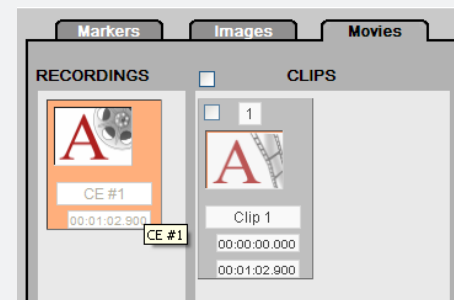 Markers Images Movies
RECORDINGS CLIPS
A
CE #1
00:01:02.900
CE #1
1
A
Clip 1
00:00:00.000
00:01:02.900